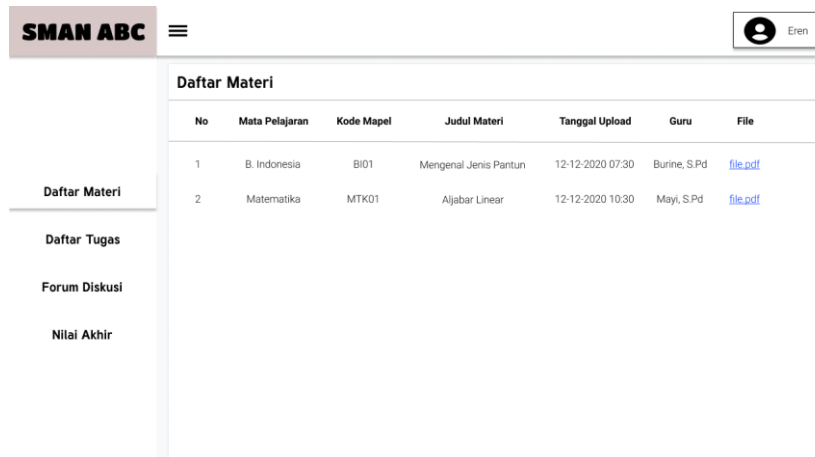 SMAN ABC
Eren
Daftar Materi
No Mata Pelajaran Kode Mapel Judul Materi Tanggal Upload Guru File
1 B. Indonesia BI01 Mengenal Jenis Pantun 12-12-2020 07:30 Burine, S.Pd file.pdf
2 Matematika MTK01 Aljabar Linear 12-12-2020 10:30 Mayi, S.Pd file.pdf
Daftar Materi
Daftar Tugas
Forum Diskusi
Nilai Akhir